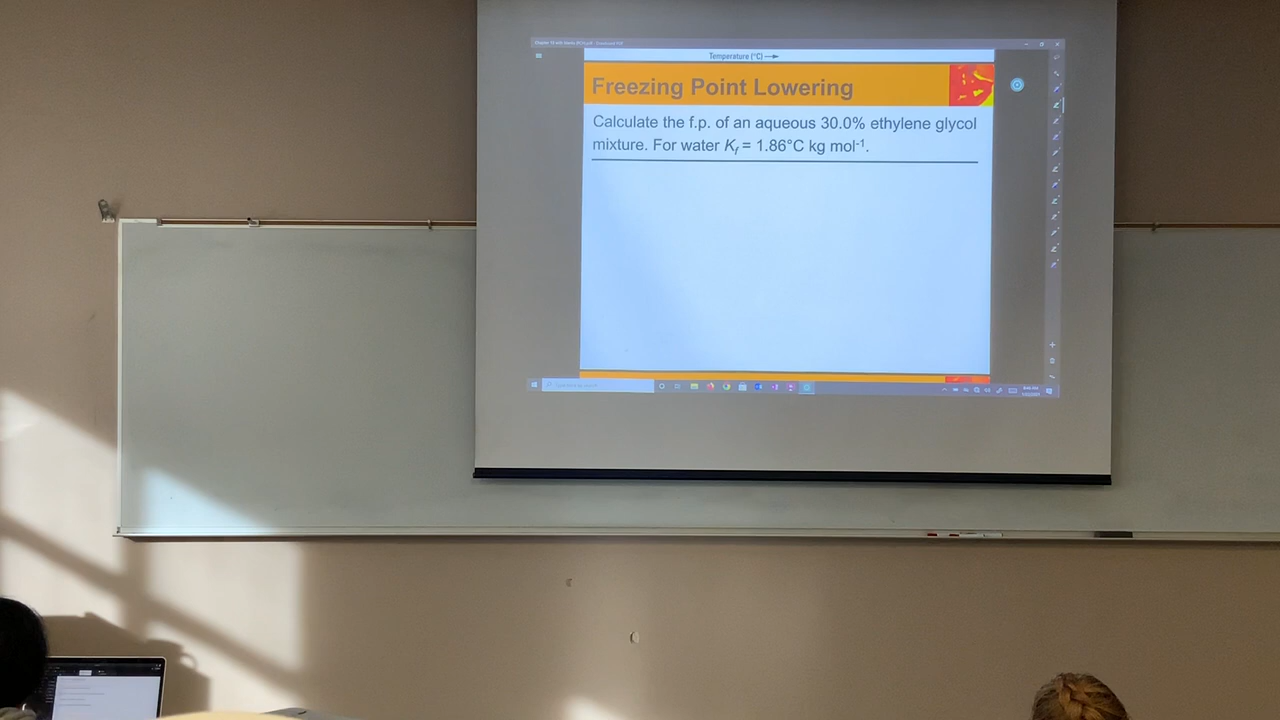 Temperature (°C) →
Freezing Point Lowering
Calculate the f.p. of an aqueous 30.0% ethylene glycol
mixture. For water Kf = 1.86°C kg mol-1.